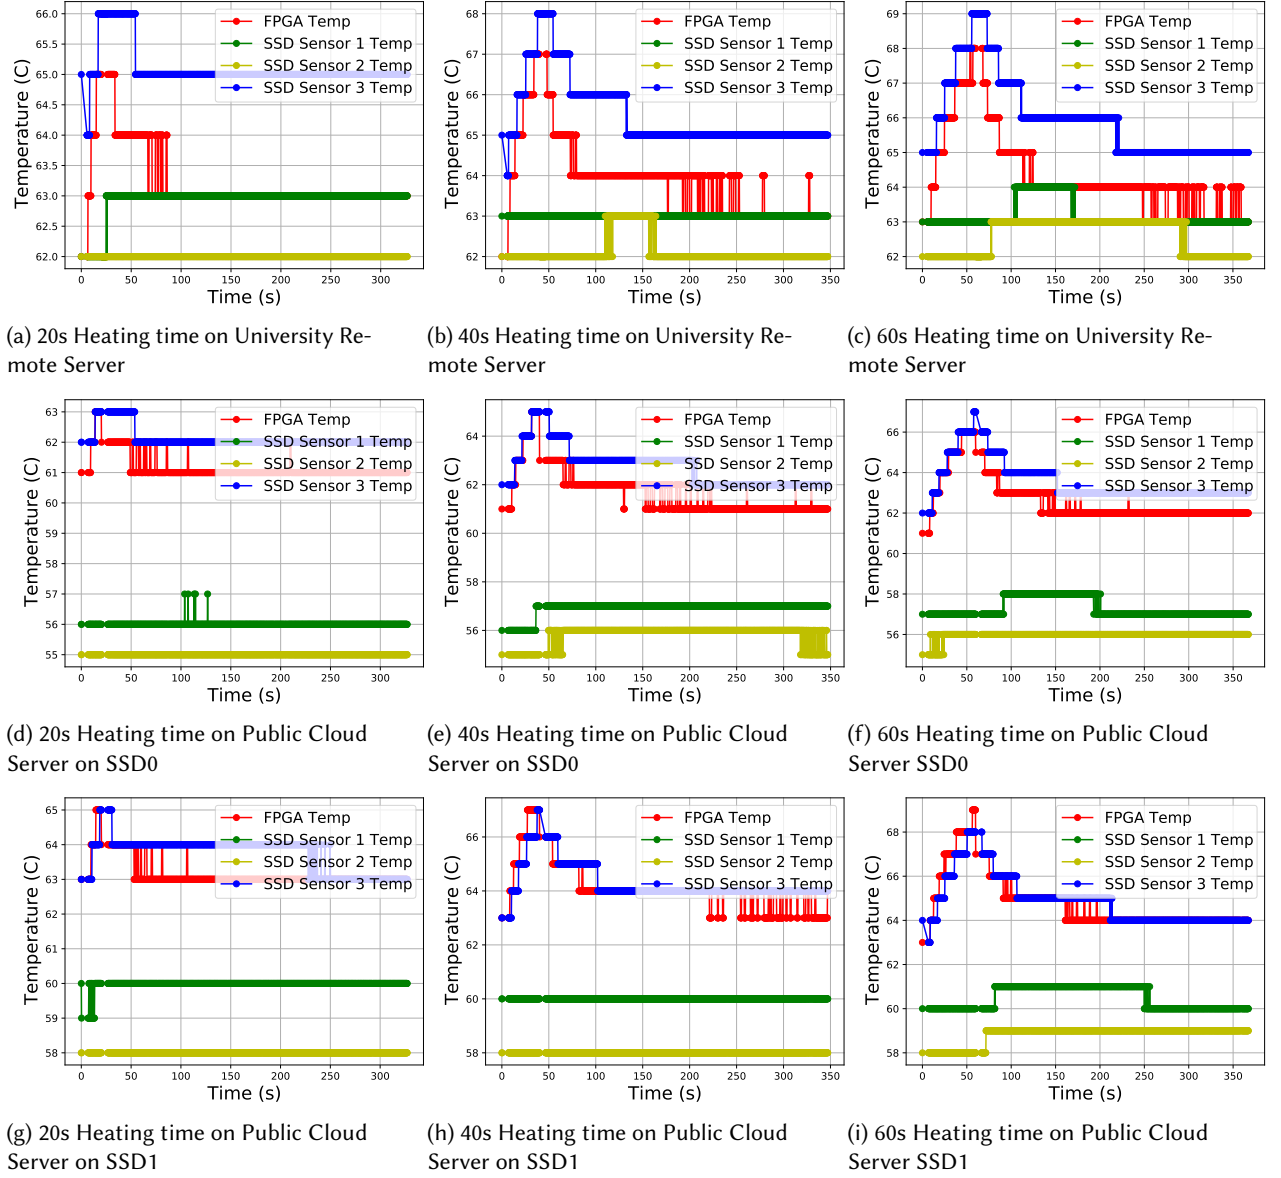 66.0
65.5
65.0
64.5
64.0
63.5
63.0
62.5
62.0
Temperature (C)
FPGA Temp
SSD Sensor 1 Temp
SSD Sensor 2 Temp
SSD Sensor 3 Temp
0 50 100 150 200 250 300
Time (s)
(a) 20s Heating time on University Re-
mote Server
68
67
66
65
64
63
62
Temperature (C)
FPGA Temp
SSD Sensor 1 Temp
SSD Sensor 2 Temp
SSD Sensor 3 Temp
0 50 100 150 200 250 300 350
Time (s)
(b) 40s Heating time on University Re-
mote Server
69
68
67
66
65
64
63
62
Temperature (C)
FPGA Temp
SSD Sensor 1 Temp
SSD Sensor 2 Temp
SSD Sensor 3 Temp
0 50 100 150 200 250 300 350
Time (s)
(c) 60s Heating time on University Re-
mote Server
63
62
61
60
59
58
57
56
55
Temperature (C)
FPGA Temp
SSD Sensor 1 Temp
SSD Sensor 2 Temp
SSD Sensor 3 Temp
0 50 100 150 200 250 300
Time (s)
(d) 20s Heating time on Public Cloud
Server on SSD0
64
62
60
58
56
Temperature (C)
FPGA Temp
SSD Sensor 1 Temp
SSD Sensor 2 Temp
SSD Sensor 3 Temp
0 50 100 150 200 250 300 350
Time (s)
(e) 40s Heating time on Public Cloud
Server on SSD0
66
64
62
60
58
56
Temperature (C)
FPGA Temp
SSD Sensor 1 Temp
SSD Sensor 2 Temp
SSD Sensor 3 Temp
0 50 100 150 200 250 300 350
Time (s)
(f) 60s Heating time on Public Cloud
Server SSD0
65
64
63
62
61
60
59
58
Temperature (C)
FPGA Temp
SSD Sensor 1 Temp
SSD Sensor 2 Temp
SSD Sensor 3 Temp
0 50 100 150 200 250 300
Time (s)
(g) 20s Heating time on Public Cloud
Server on SSD1
66
64
62
60
58
Temperature (C)
FPGA Temp
SSD Sensor 1 Temp
SSD Sensor 2 Temp
SSD Sensor 3 Temp
0 50 100 150 200 250 300 350
Time (s)
(h) 40s Heating time on Public Cloud
Server on SSD1
68
66
64
62
60
58
Temperature (C)
FPGA Temp
SSD Sensor 1 Temp
SSD Sensor 2 Temp
SSD Sensor 3 Temp
0 50 100 150 200 250 300 350
Time (s)
(i) 60s Heating time on Public Cloud
Server SSD1